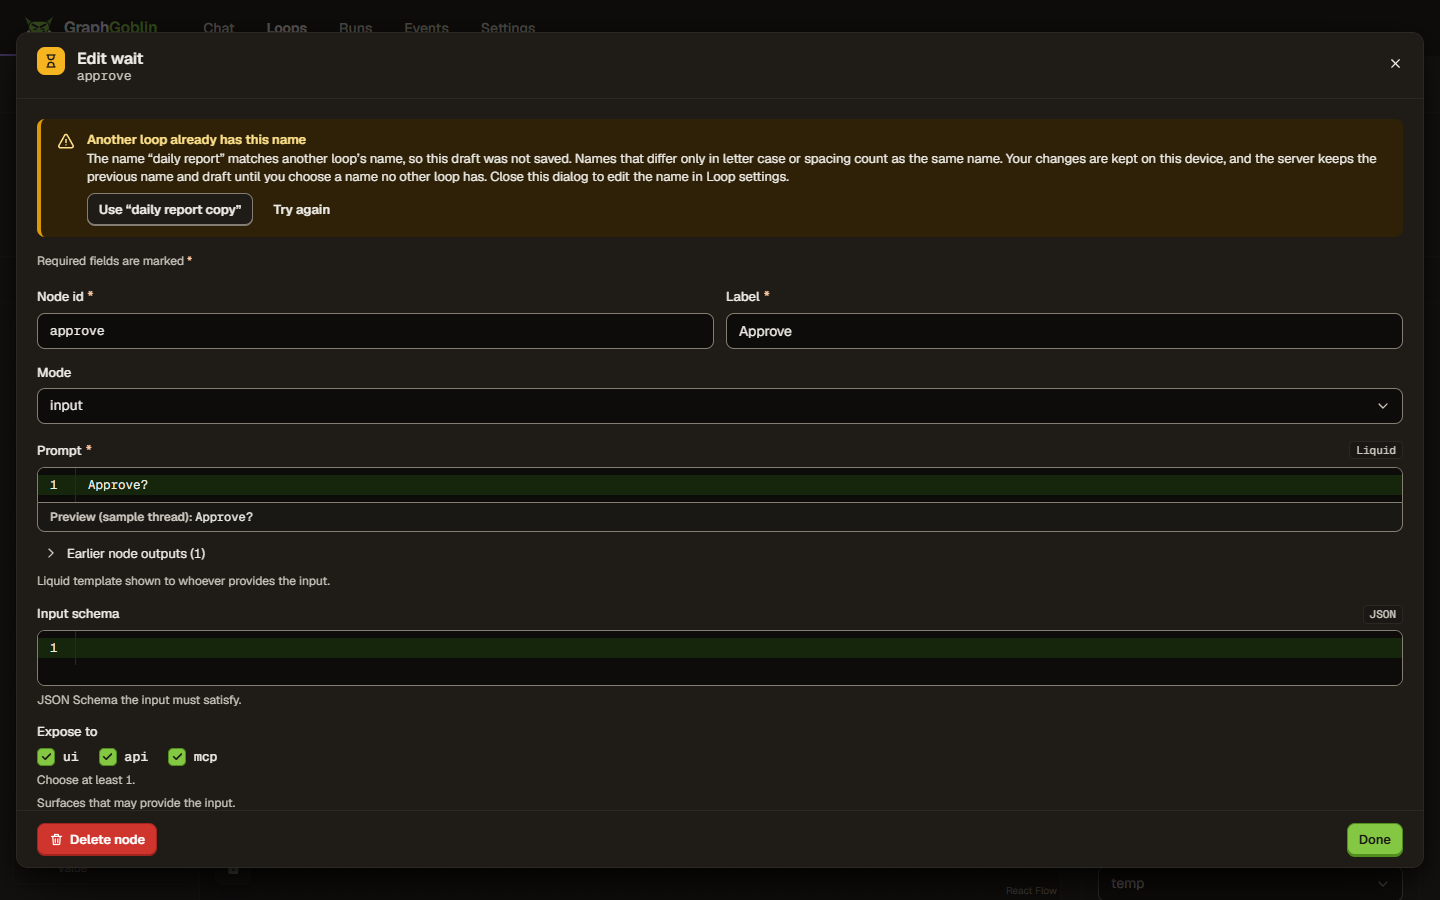 GraphGoblin
Chat
Loops
Runs
Events
Settings
Edit wait
approve
Another loop already has this name
The name “daily report” matches another loop’s name, so this draft was not saved. Names that differ only in letter case or spacing count as the same name. Your changes are kept on this device, and the server keeps the
previous name and draft until you choose a name no other loop has. Close this dialog to edit the name in Loop settings.
Use “daily report copy”
Try again
Required fields are marked *
Node id *
Label *
approve
Approve
Mode
input
Prompt *
Liquid
1
Approve?
Preview (sample thread): Approve?
Earlier node outputs (1)
Liquid template shown to whoever provides the input.
Input schema
JSON
1
JSON Schema the input must satisfy.
Expose to
ui
api
mcp
Choose at least 1.
Surfaces that may provide the input.
Delete node
Done
value
React Flow
temp